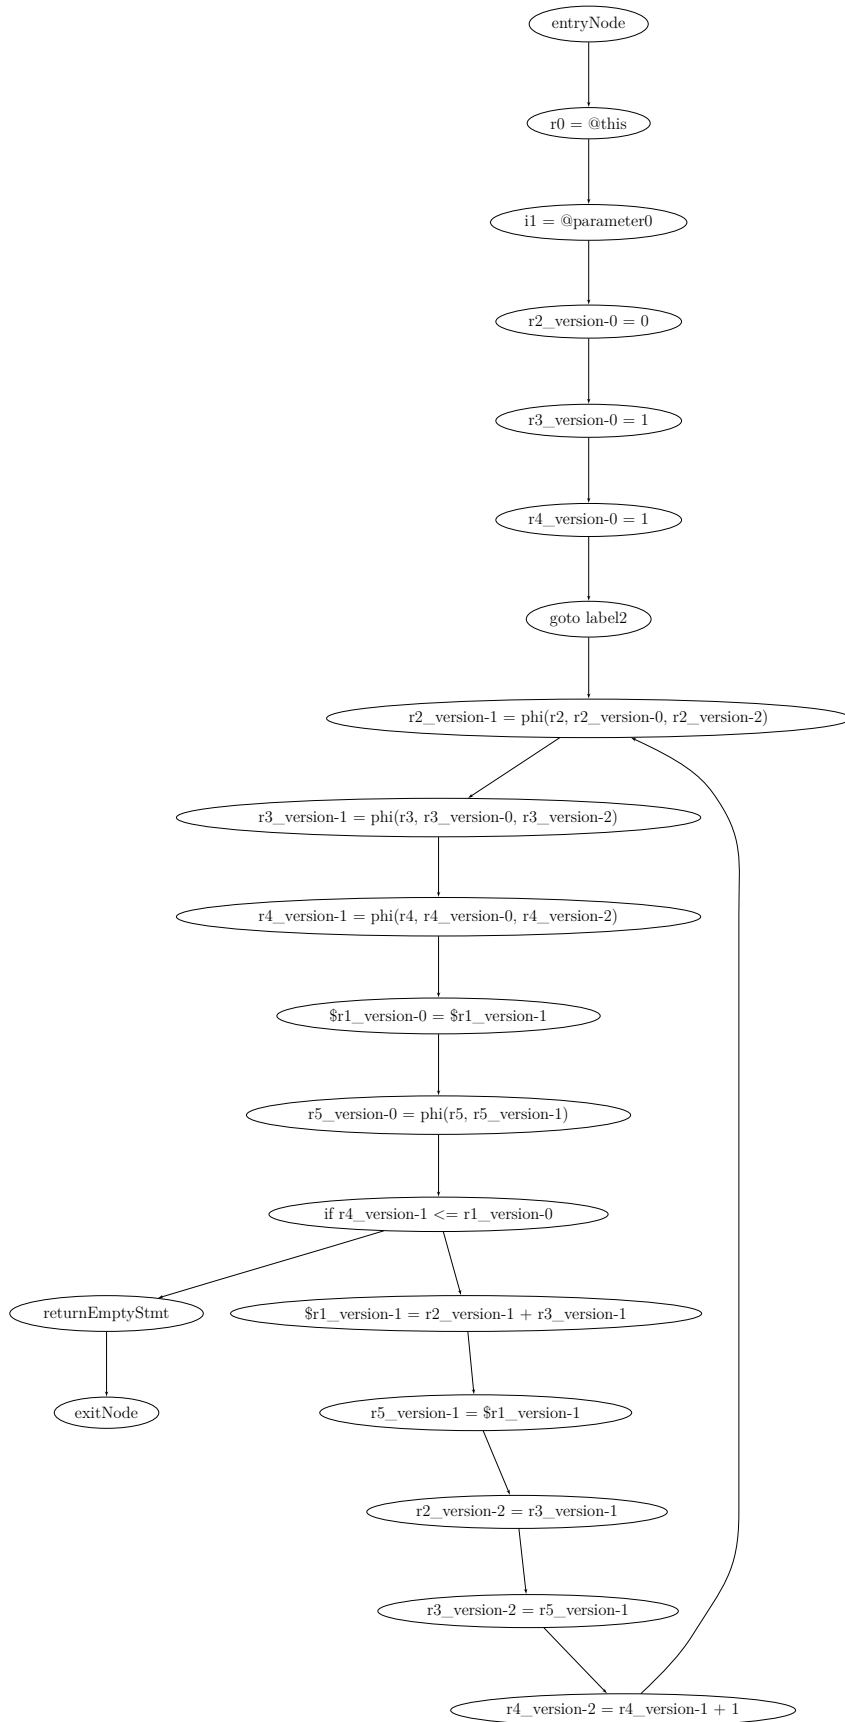 entryNode
r0 = @this
i1 = @parameter0
r2_version-0 = 0
r3_version-0 = 1
r4_version-0 = 1
goto label2
r2_version-1 = phi(r2, r2_version-0, r2_version-2)
r3_version-1 = phi(r3, r3_version-0, r3_version-2)
r4_version-1 = phi(r4, r4_version-0, r4_version-2)
$r1_version-0 = $r1_version-1
r5_version-0 = phi(r5, r5_version-1)
if r4_version-1 <= r1_version-0
returnEmptyStmt
$r1_version-1 = r2_version-1 + r3_version-1
exitNode
r5_version-1 = $r1_version-1
r2_version-2 = r3_version-1
r3_version-2 = r5_version-1
r4_version-2 = r4_version-1 + 1